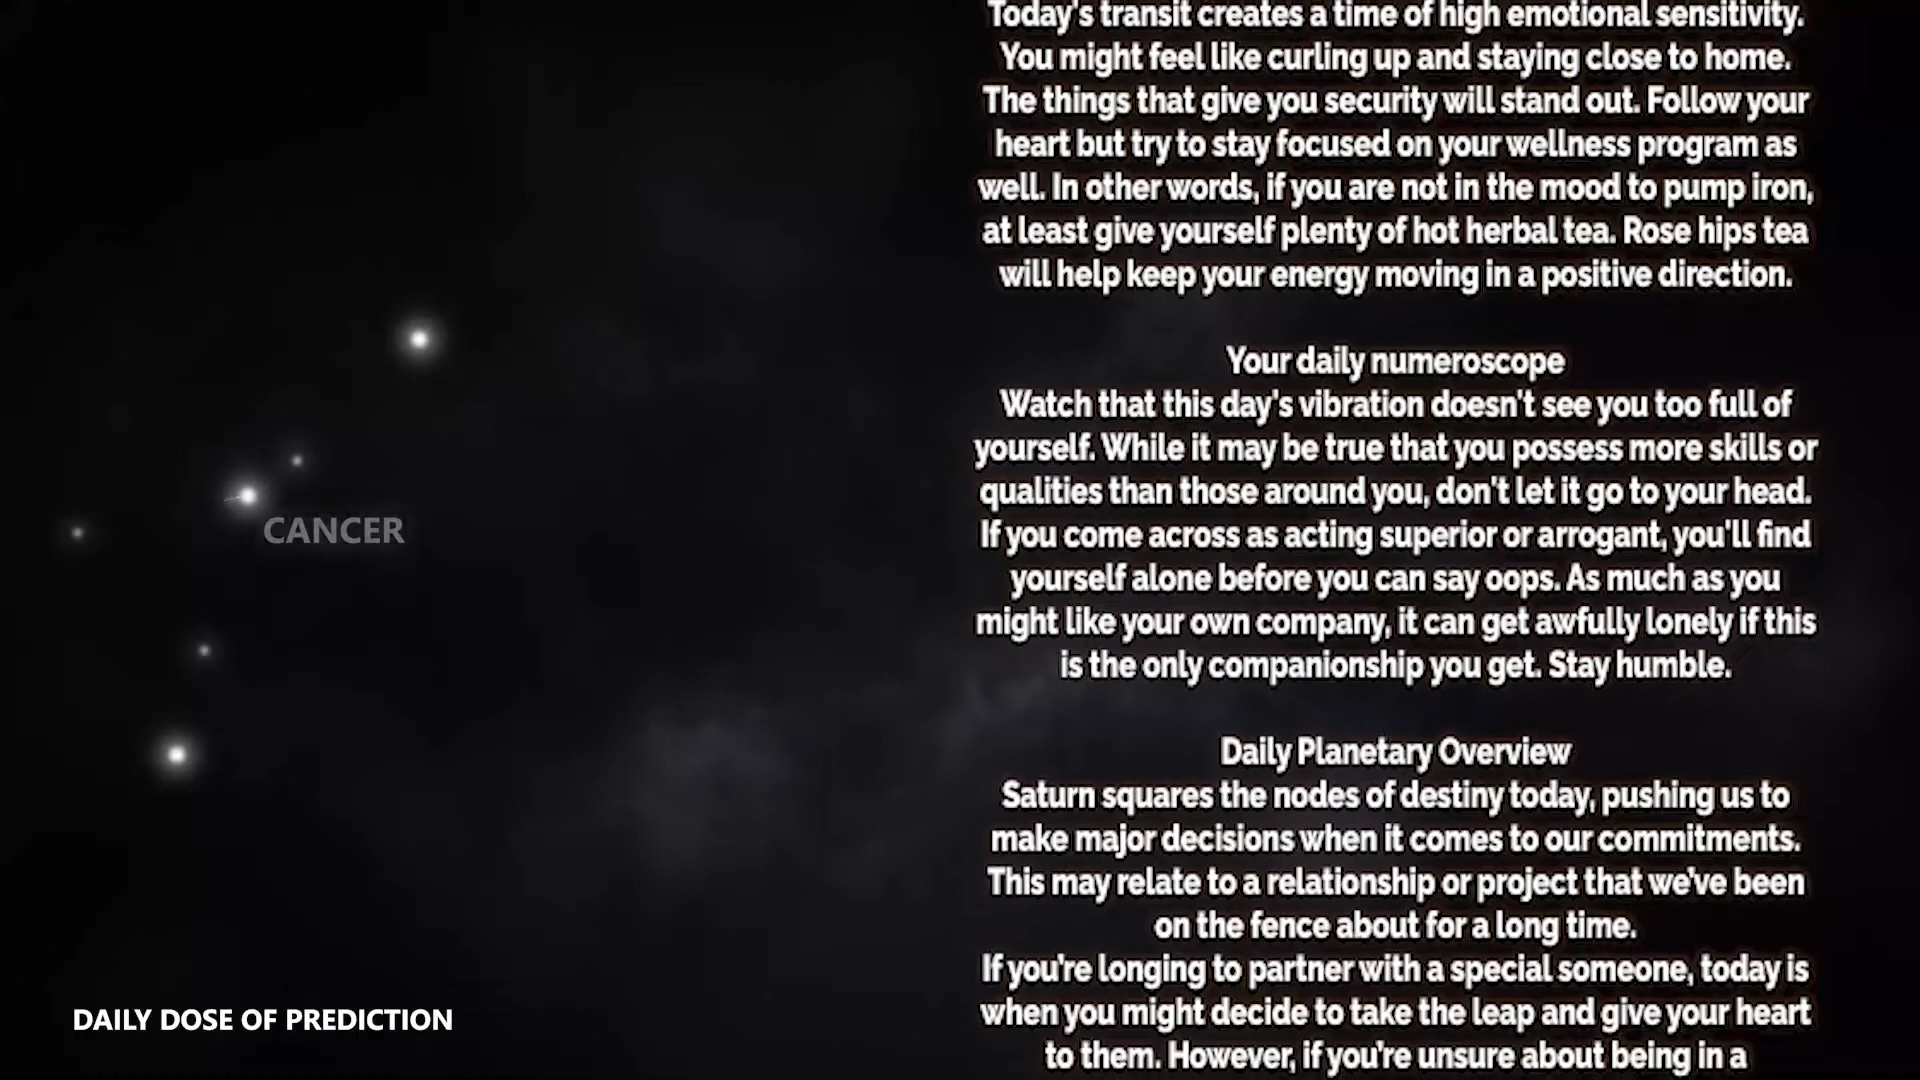 Today's transit creates a time of high emotional sensitivity.
You might feel like curling up and staying close to home.
The things that give you security will stand out. Follow your
heart but try to stay focused on your wellness program as
well. In other words, if you are not in the mood to pump iron,
at least give yourself plenty of hot herbal tea. Rose hips tea
will help keep your energy moving in a positive direction.
Your daily numeroscope
Watch that this day's vibration doesn't see you too full of
yourself. While it may be true that you possess more skills or
qualities than those around you, don't let it go to your head.
If you come across as acting superior or arrogant, you'll find
yourself alone before you can say oops. As much as you
might like your own company, it can get awfully lonely if this
is the only companionship you get. Stay humble.
Daily Planetary Overview
Saturn squares the nodes of destiny today, pushing us to
make major decisions when it comes to our commitments.
This may relate to a relationship or project that we've been
on the fence about for a long time.
If you're longing to partner with a special someone, today is
when you might decide to take the leap and give your heart
to them. However, if you're unsure about being in a
CANCER
DAILY DOSE OF PREDICTION